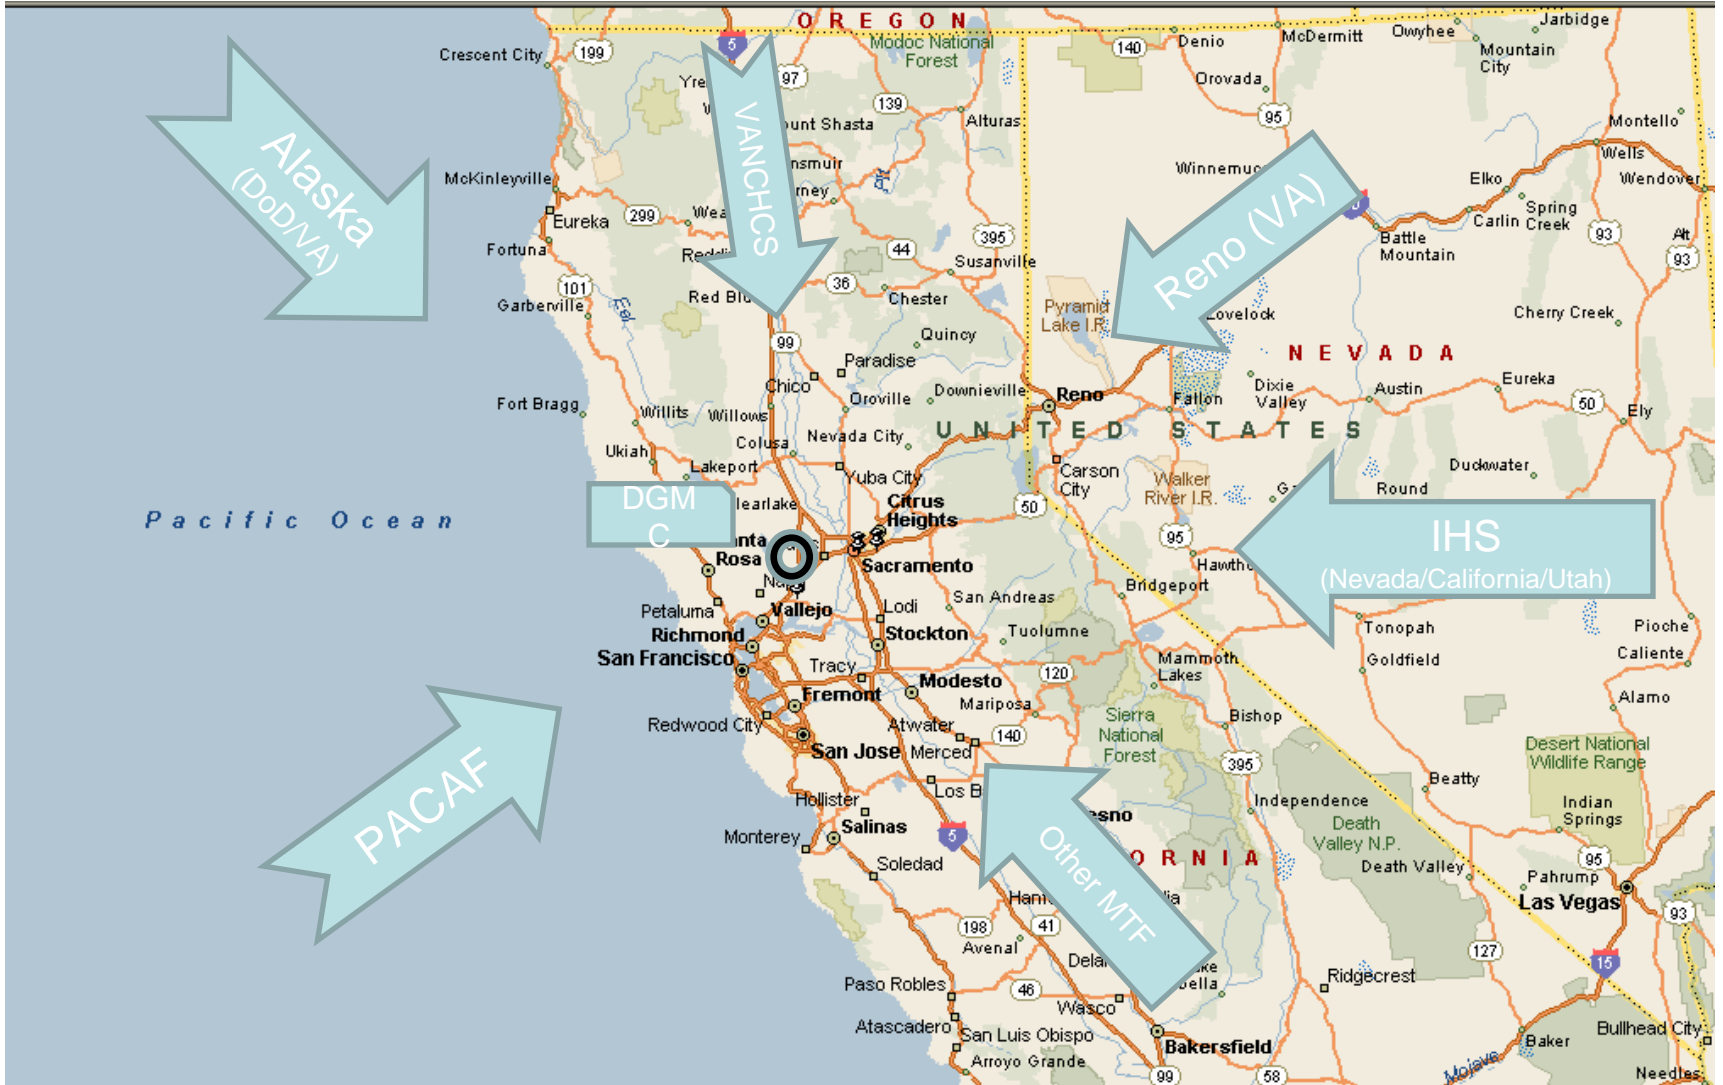 OREGON
Crescent City
199
5
97
Modoc National
Forest
140
Denio
McDermitt
Owyhee
Jarbidge
Mountain
City
Orovada
95
139
Alturas
Montello
Alaska
(DoD/VA)
VANCHCS
McKinleyville
Eureka
299
Fortuna
101
Garberville
Eel
Pit
44
395
Susanville
36
Chester
Quincy
Reno (VA)
Elko
Wells
Wendover
Carlin
Spring
Creek
Battle
Mountain
93
Alt
93
Pyramid
Lake I.R.
Lovelock
Cherry Creek
NEVADA
99
Paradise
Chico
Oroville
Downieville
Reno
Fallon
Dixie
Valley
Austin
Eureka
50
Ely
Fort Bragg
Willits
Willows
Colusa
Nevada City
UNITED STATES
Ukiah
Lakeport
Yuba City
Carson
City
Walker
River I.R.
Duckwater
Round
DGM
C
Citrus
Heights
50
Pacific Ocean
Rosa
Sacramento
95
IHS
(Nevada/California/Utah)
Bridgeport
San Andreas
Lodi
Petaluma
Vallejo
Richmond
Stockton
Tuolumne
Tonopah
Pioche
San Francisco
Tracy
120
Mammoth
Lakes
Goldfield
Caliente
Fremont
Modesto
Mariposa
Alamo
Redwood City
Atwater
Merced
140
Sierra
National
Forest
Bishop
San Jose
395
Desert National
Wildlife Range
Beatty
PACAF
Hollister
Independence
Indian
Springs
Monterey
Salinas
5
Other MTF
Death
Valley N.P.
Soledad
Death Valley
95
Pahrump
Las Vegas
93
198
41
Avenal
127
15
Ridgecrest
Paso Robles
46
Wasco
Atascadero
San Luis Obispo
Bakersfield
Baker
Bullhead City
Arroyo Grande
99
58
Mojave
Needles